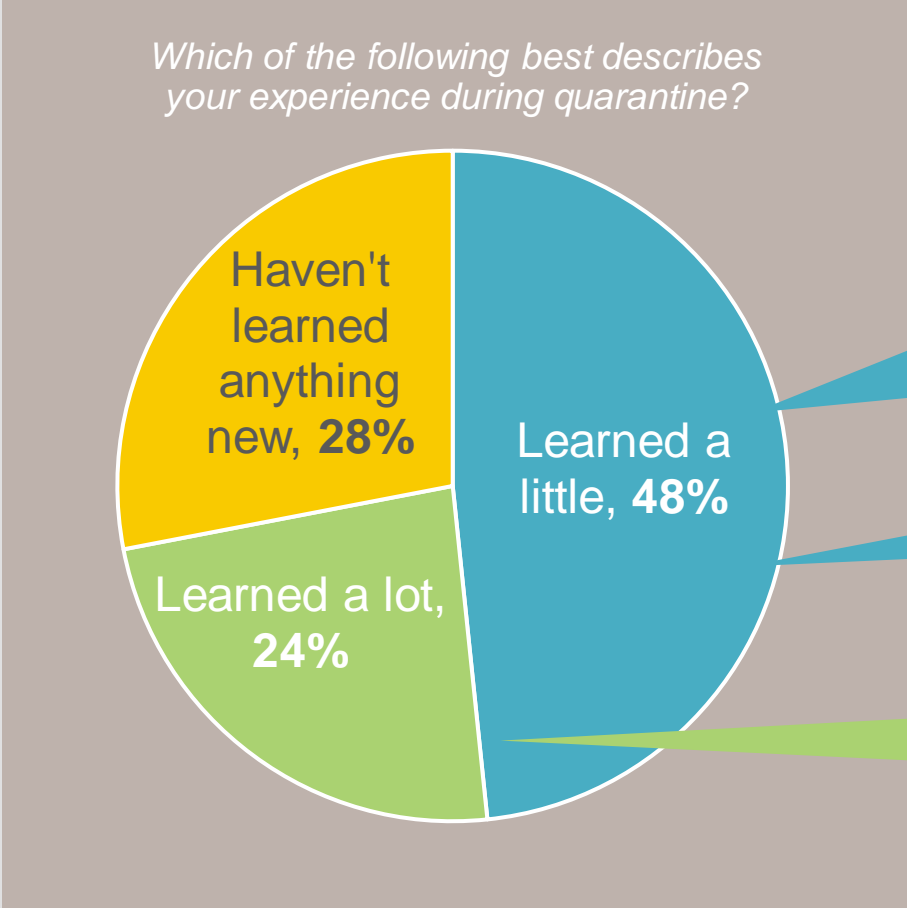 Which of the following best describes
your experience during quarantine?
Haven't
learned
anything
new, 28%
Learned a
little, 48%
Learned a lot,
24%